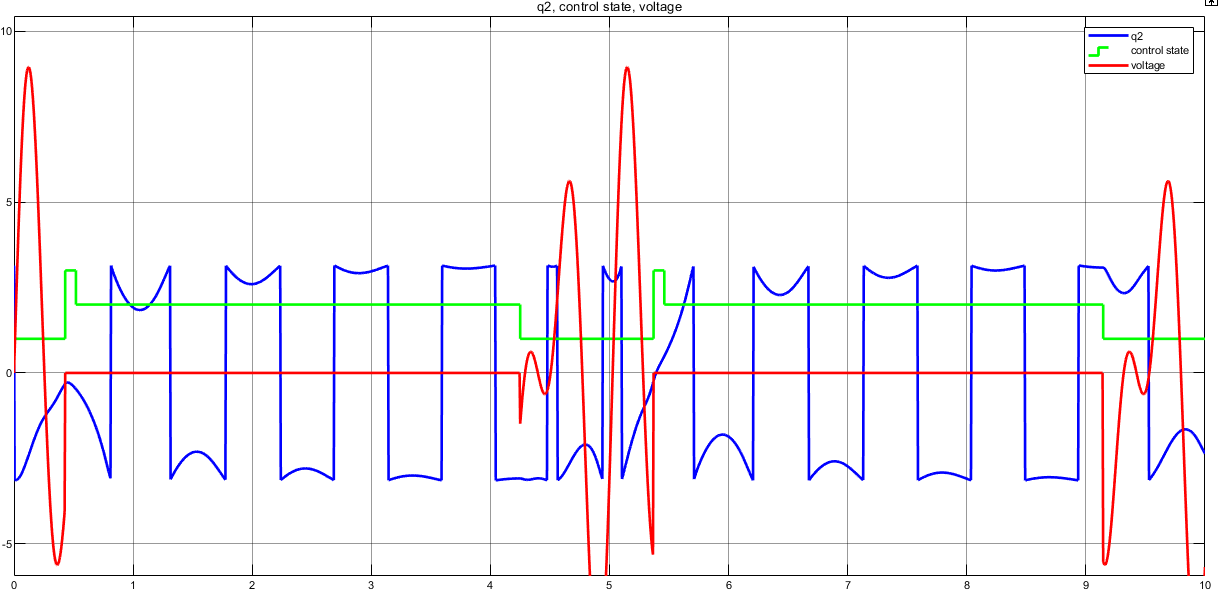 q2, control state, voltage
q2
control state
voltage
10
5
0
-5
0 1 2 3 4 5 6 7 8 9 10